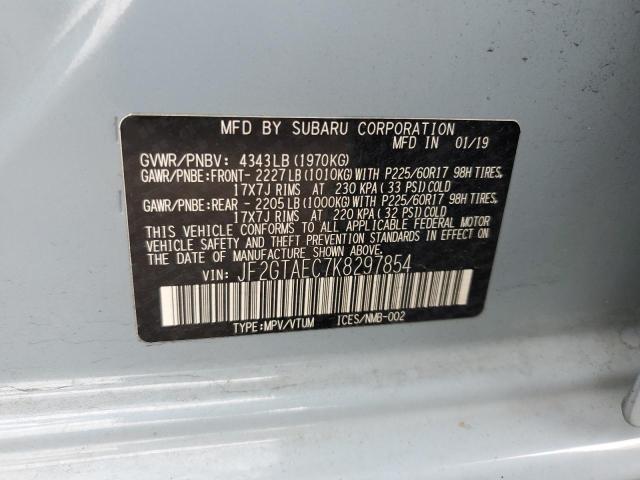 MFD BY SUBARU CORPORATION
MFD IN 01/19
GVWR/PNBV: 4343LB(1970KG)
GAWR/PNBE:FRONT- 2227LB(1010KG)WITH P225/60R17 98H TIRES,
17X7J RIMS AT 230 KPA(33 PSI)COLD
GAWR/PNBE:REAR - 2205LB(1000KG)WITH P225/60R17 98H TIRES,
17X7J RIMS AT 220 KPA(32 PSI)COLD
THIS VEHICLE CONFORMS TO ALL APPLICABLE FEDERAL MOTOR
VEHICLE SAFETY AND THEFT PREVENTION STANDARDS IN EFFECT ON
THE DATE OF MANUFACTURE SHOWN ABOVE.
VIN: JF2GTAEC7K8297854
TYPE:MPV/VTUM ICES/NMB-002